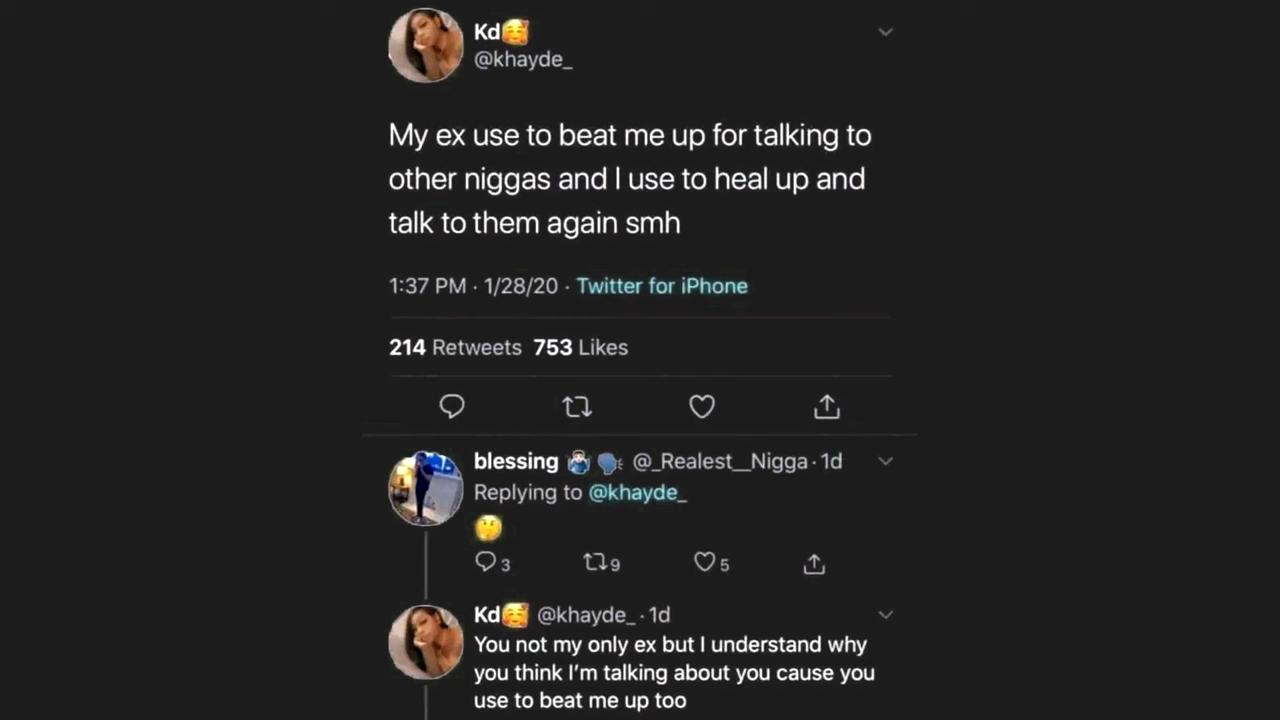 Kd🥰
@khayde_
My ex use to beat me up for talking to
other niggas and I use to heal up and
talk to them again smh
1:37 PM · 1/28/20 · Twitter for iPhone
214 Retweets 753 Likes
blessing 🤷🏻‍♂️ 🗣️ @_Realest__Nigga · 1d
Replying to @khayde_
🤔
3 9 5
Kd🥰 @khayde_ · 1d
You not my only ex but I understand why
you think I’m talking about you cause you
use to beat me up too